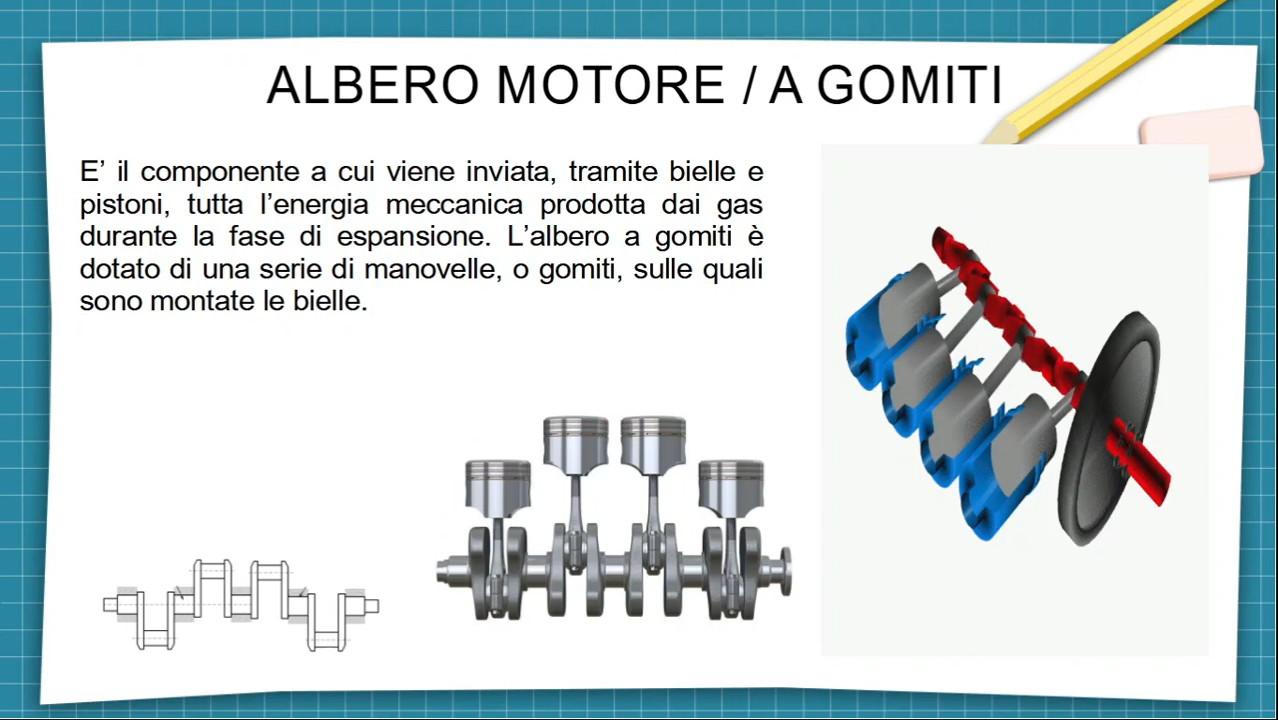 ALBERO MOTORE / A GOMITI
E’ il componente a cui viene inviata, tramite bielle e
pistoni, tutta l’energia meccanica prodotta dai gas
durante la fase di espansione. L’albero a gomiti è
dotato di una serie di manovelle, o gomiti, sulle quali
sono montate le bielle.